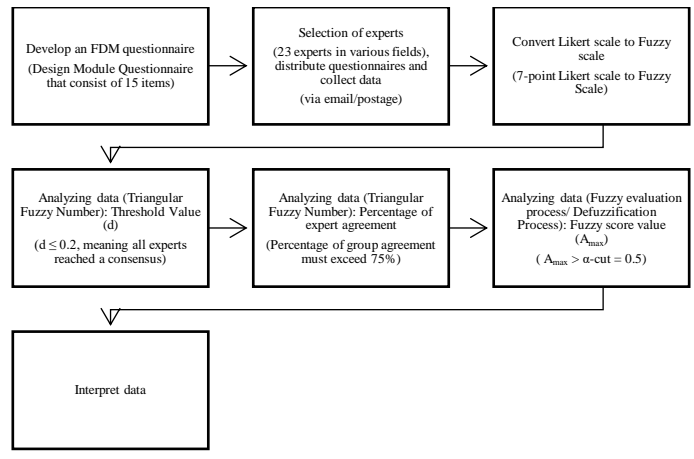 Develop an FDM questionnaire
(Design Module Questionnaire
that consist of 15 items)
Selection of experts
(23 experts in various fields),
distribute questionnaires and
collect data
(via email/postage)
Convert Likert scale to Fuzzy
scale
(7-point Likert scale to Fuzzy
Scale)
Analyzing data (Triangular
Fuzzy Number): Threshold Value
(d)
(d ≤ 0.2, meaning all experts
reached a consensus)
Analyzing data (Triangular
Fuzzy Number): Percentage of
expert agreement
(Percentage of group agreement
must exceed 75%)
Analyzing data (Fuzzy evaluation
process/ Defuzzification
Process): Fuzzy score value
(Amax)
( Amax > α-cut = 0.5)
Interpret data